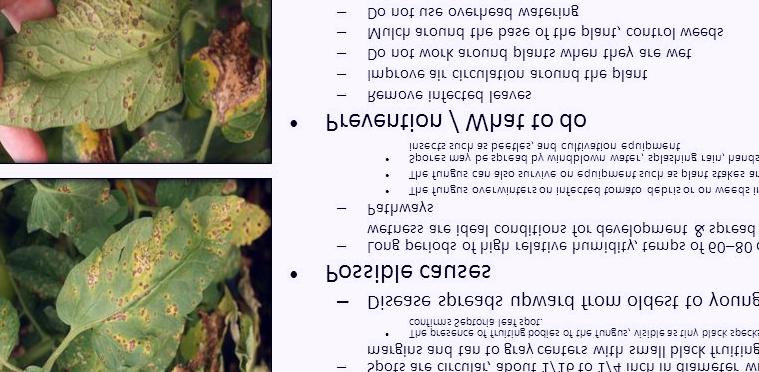 – Spots are circular, about 1/16 to 1/4 inch in diameter wi
margins and tan to gray centers with small black fruiting
• The presence of fruiting bodies of the fungus, visible as tiny black specks
confirms Septoria leaf spot.
– Disease spreads upward from oldest to young
• Possible causes
– Long periods of high relative humidity, temps of 60–80
wetness are ideal conditions for development & spread
– Pathways
• The fungus overwinters on infected tomato debris or on weeds in
• The fungus can also survive on equipment such as plant stakes an
• Spores may be spread by windblown water, splashing rain, hands
insects such as beetles, and cultivation equipment
• Prevention / What to do
– Remove infected leaves
– Improve air circulation around the plant
– Do not work around plants when they are wet
– Mulch around the base of the plant, control weeds
– Do not use overhead watering